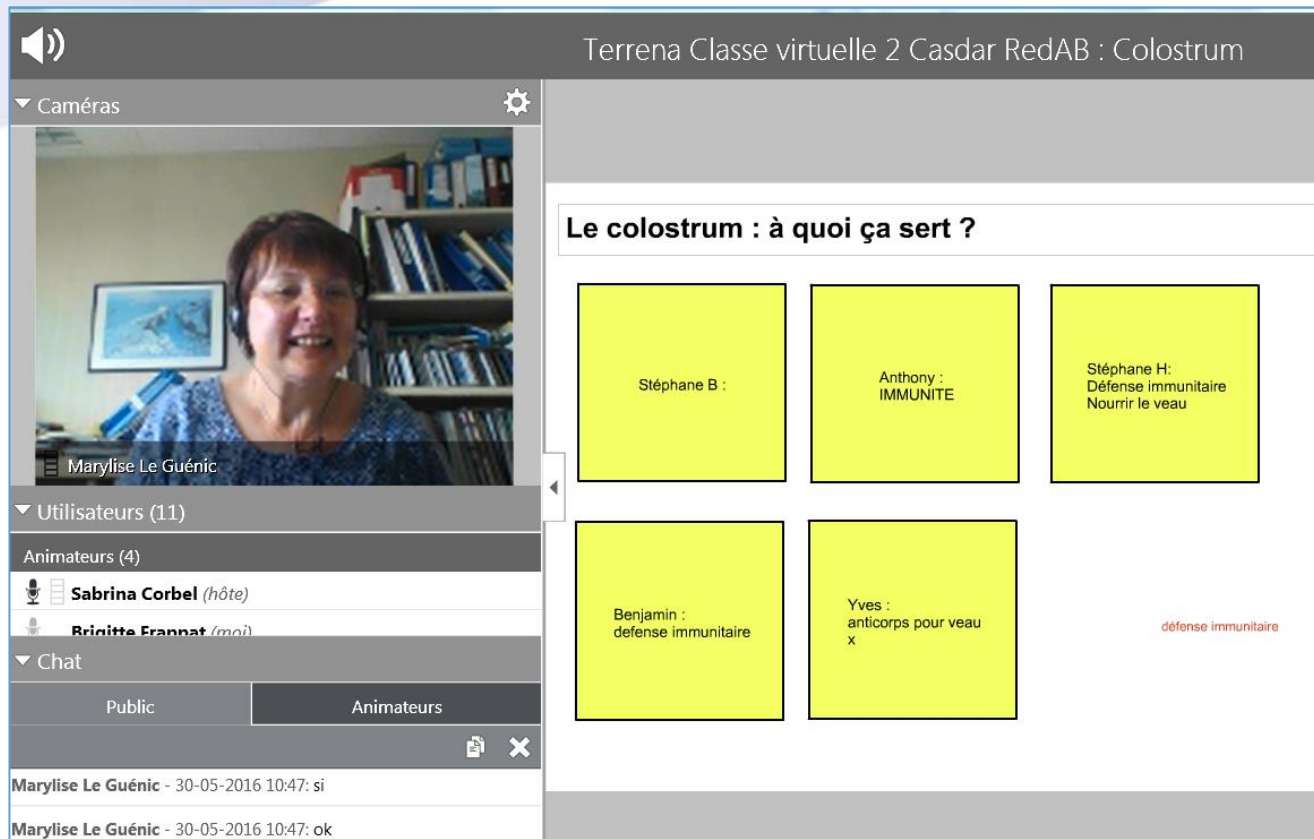 Terrena Classe virtuelle 2 Casdar RedAB : Colostrum
Caméras
Marylise Le Guénic
Utilisateurs (11)
Animateurs (4)
Sabrina Corbel (hôte)
Brigitte Frappat (moi)
Chat
Public
Animateurs
Marylise Le Guénic - 30-05-2016 10:47: si
Marylise Le Guénic - 30-05-2016 10:47: ok
Le colostrum : à quoi ça sert ?
Stéphane B :
Anthony :
IMMUNITE
Stéphane H:
Défense immunitaire
Nourrir le veau
Benjamin :
defense immunitaire
Yves :
anticorps pour veau
x
défense immunitaire